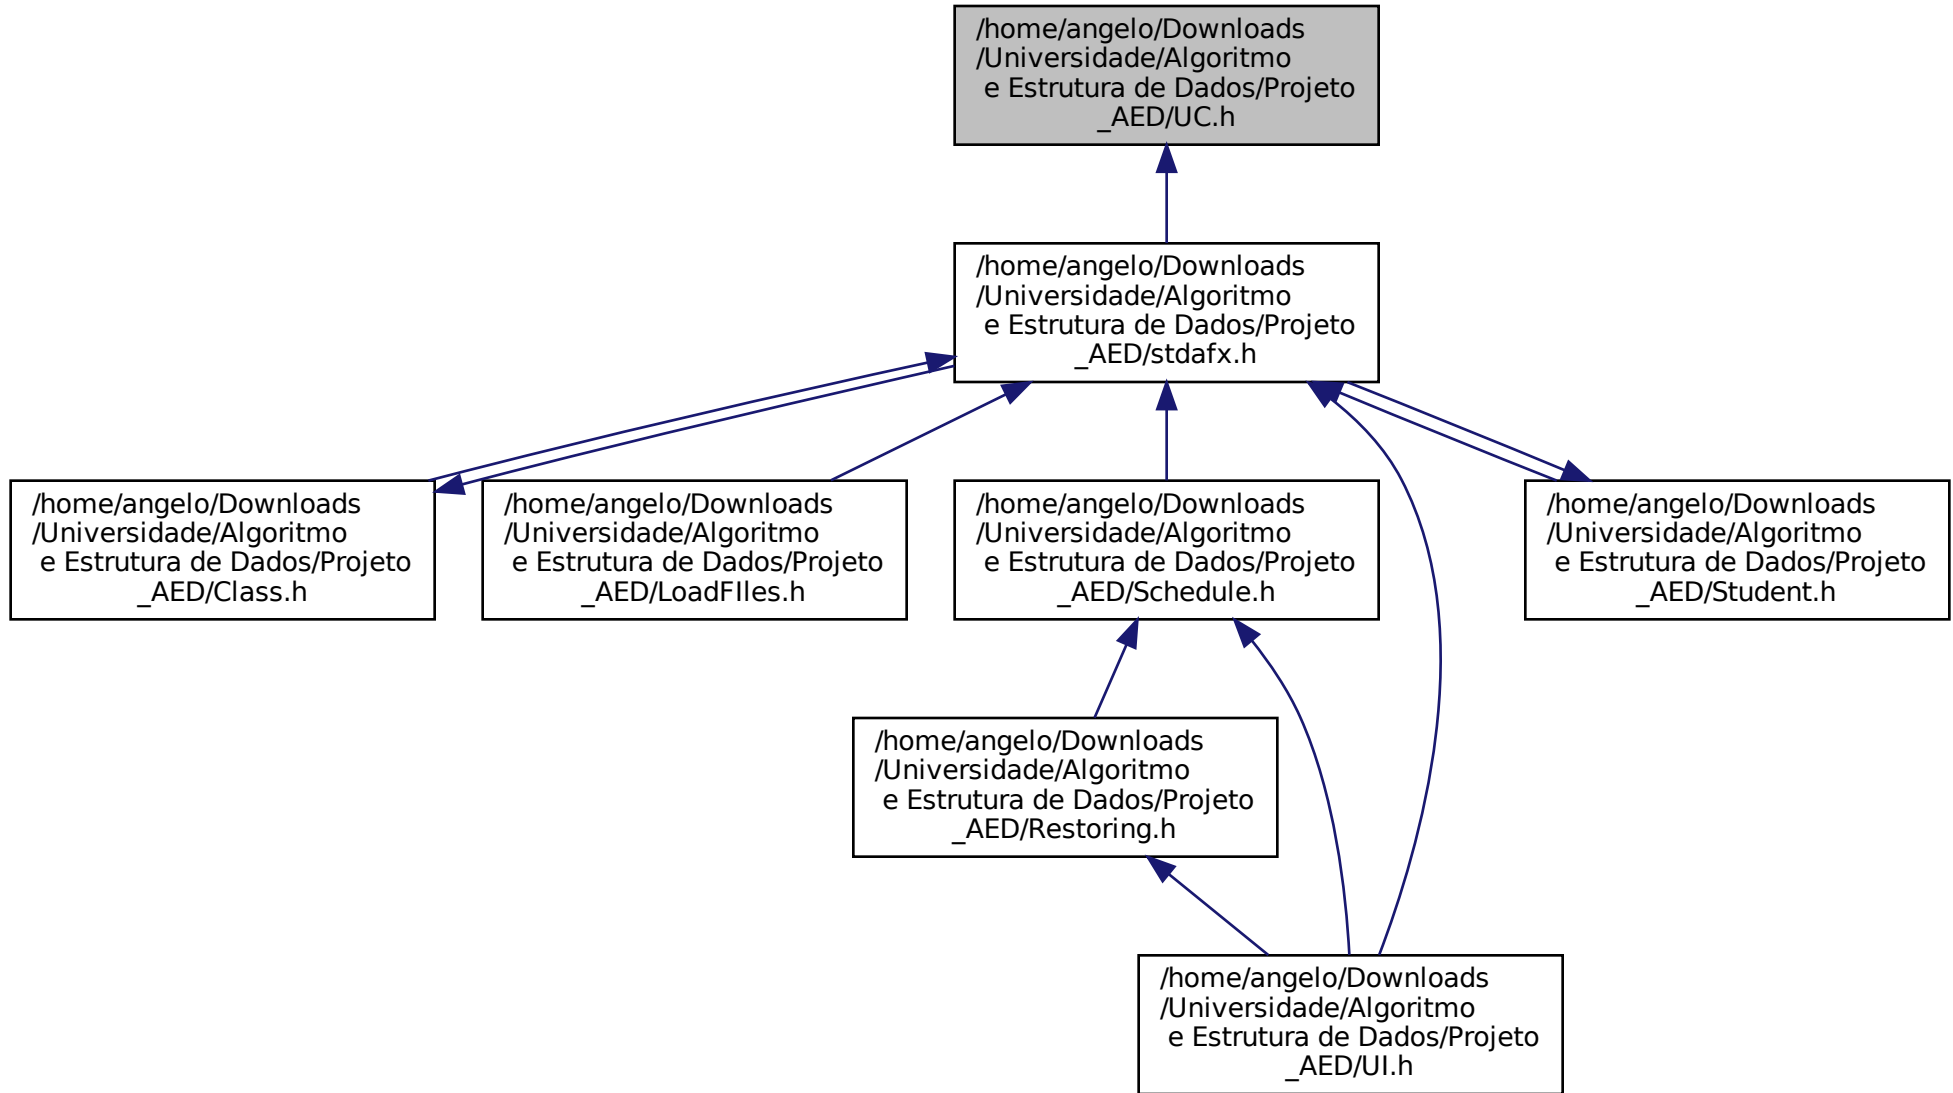 /home/angelo/Downloads
/Universidade/Algoritmo
e Estrutura de Dados/Projeto
_AED/UC.h
/home/angelo/Downloads
/Universidade/Algoritmo
e Estrutura de Dados/Projeto
_AED/stdafx.h
/home/angelo/Downloads
/Universidade/Algoritmo
e Estrutura de Dados/Projeto
_AED/Class.h
/home/angelo/Downloads
/Universidade/Algoritmo
e Estrutura de Dados/Projeto
_AED/LoadFIles.h
/home/angelo/Downloads
/Universidade/Algoritmo
e Estrutura de Dados/Projeto
_AED/Schedule.h
/home/angelo/Downloads
/Universidade/Algoritmo
e Estrutura de Dados/Projeto
_AED/Student.h
/home/angelo/Downloads
/Universidade/Algoritmo
e Estrutura de Dados/Projeto
_AED/Restoring.h
/home/angelo/Downloads
/Universidade/Algoritmo
e Estrutura de Dados/Projeto
_AED/UI.h